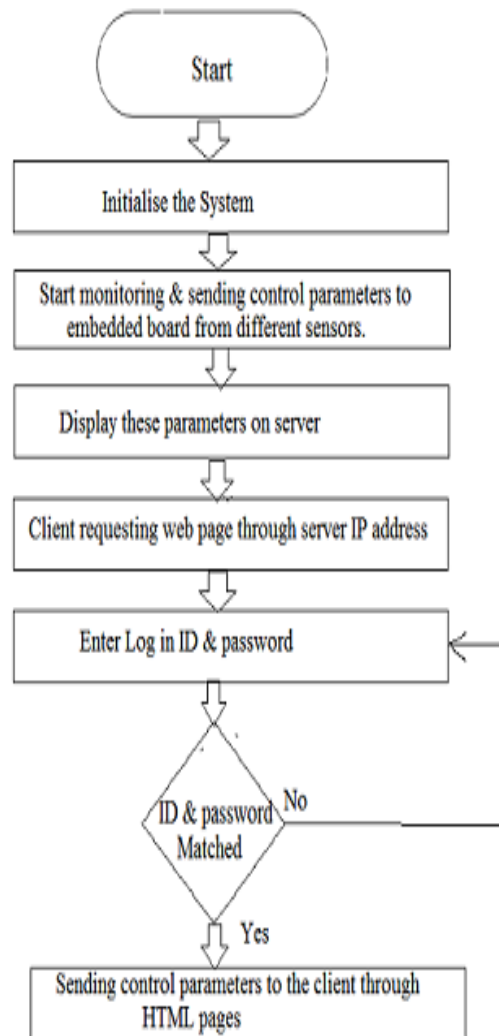 Start
Initialise the System
Start monitoring & sending control parameters to
embedded board from different sensors.
Display these parameters on server
Client requesting web page through server IP address
Enter Log in ID & password
ID & password
Matched
No
Yes
Sending control parameters to the client through
HTML pages